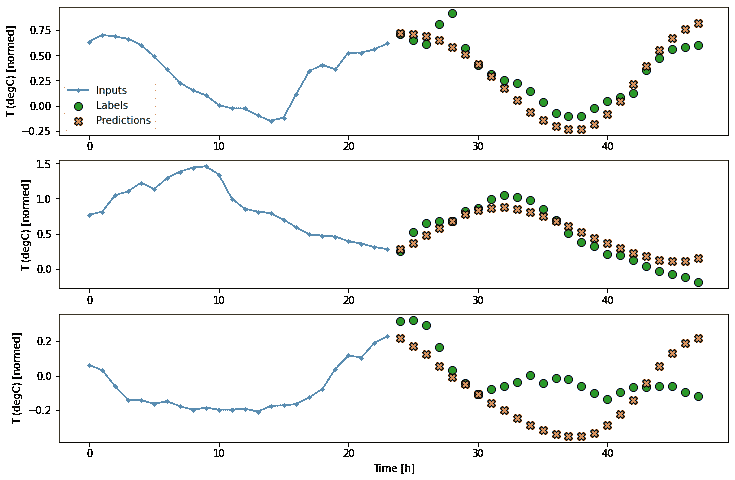 T (degC) [normed]
0.75
0.50
0.25
0.00
−0.25
Inputs
Labels
Predictions
0 10 20 30 40
T (degC) [normed]
1.5
1.0
0.5
0.0
0 10 20 30 40
T (degC) [normed]
0.2
0.0
−0.2
0 10 20 30 40
Time [h]